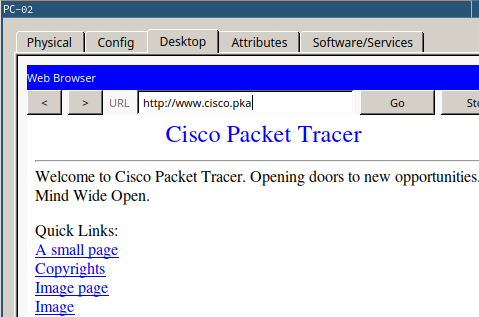 PC-02
Physical Config Desktop Attributes Software/Services
Web Browser
< > URL http://www.cisco.pka Go
Cisco Packet Tracer
Welcome to Cisco Packet Tracer. Opening doors to new opportunities.
Mind Wide Open.
Quick Links:
A small page
Copyrights
Image page
Image